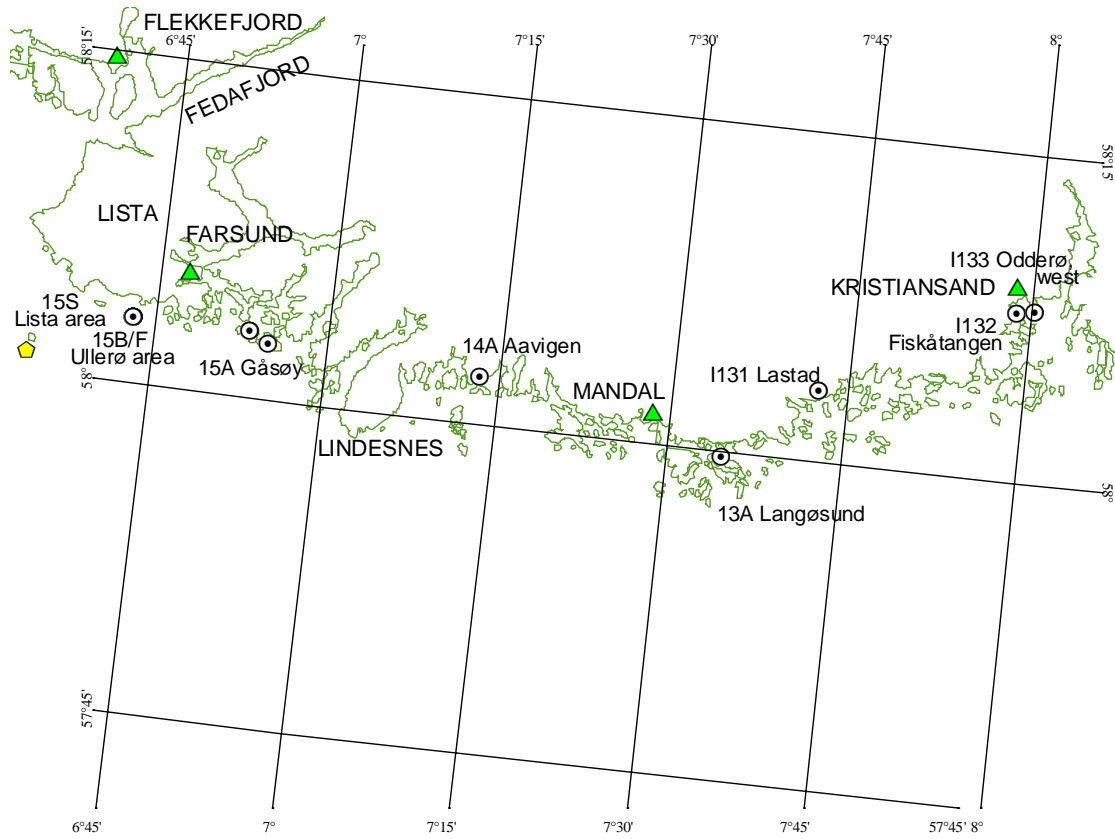 FLEKKEFJORD
58°15'
6°45'
7°
7°15'
7°30'
7°45'
8°
FEDAFJORD
58°15'
LISTA
FARSUND
I133 Odderø,
west
KRISTIANSAND
15S
Lista area
15B/F
Ullerø area
I132
Fiskåtangen
14A Aavigen
15A Gåsøy
I131 Lastad
58°
MANDAL
LINDESNES
58°
13A Langøsund
57°45'
6°45'
7°
7°15'
7°30'
7°45'
57°45'
8°